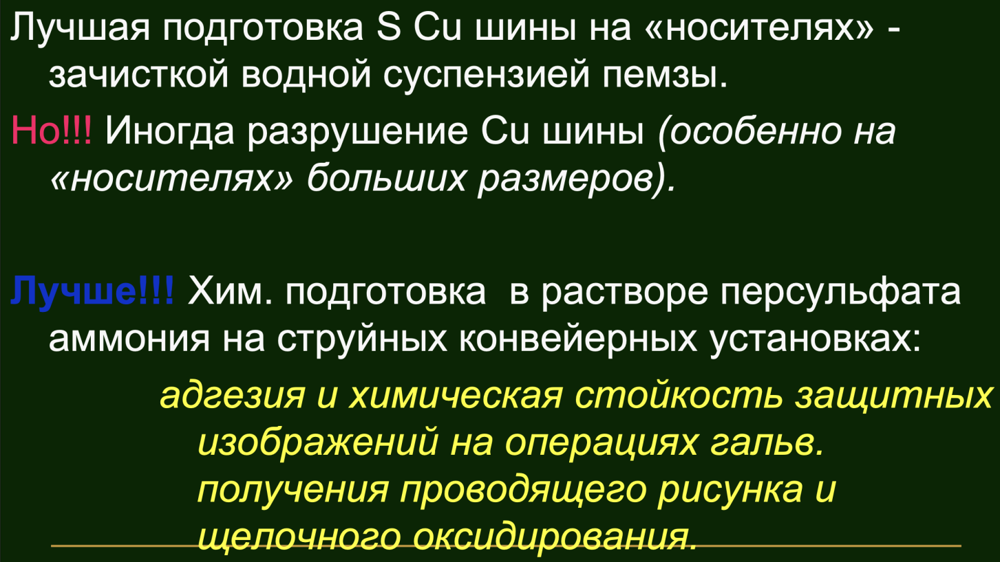 Лучшая подготовка S Cu шины на «носителях» -
зачисткой водной суспензией пемзы.
Но!!! Иногда разрушение Cu шины (особенно на
«носителях» больших размеров).
Лучше!!! Хим. подготовка в растворе персульфата
аммония на струйных конвейерных установках:
адгезия и химическая стойкость защитных
изображений на операциях гальв.
получения проводящего рисунка и
щелочного оксидирования.